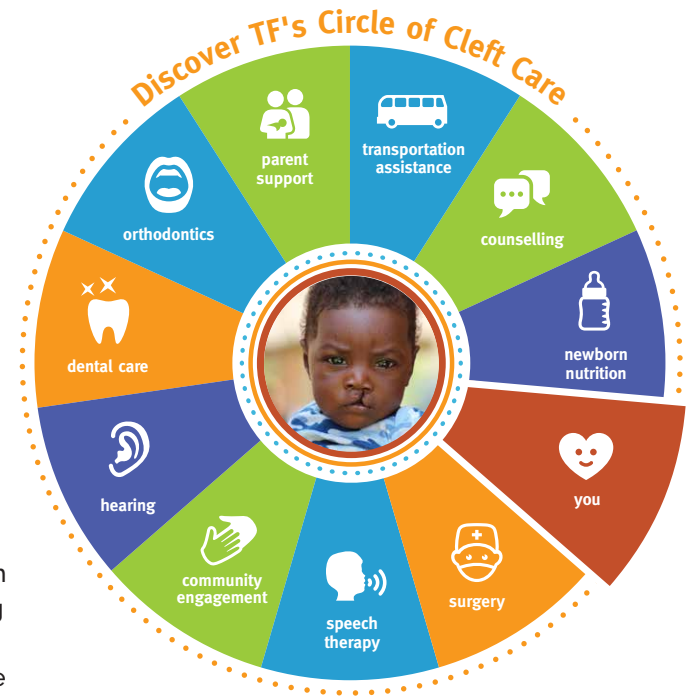 Discover TF's Circle of Cleft Care
transportation
assistance
counselling
newborn
nutrition
you
surgery
speech
therapy
community
engagement
hearing
dental care
orthodontics
parent
support